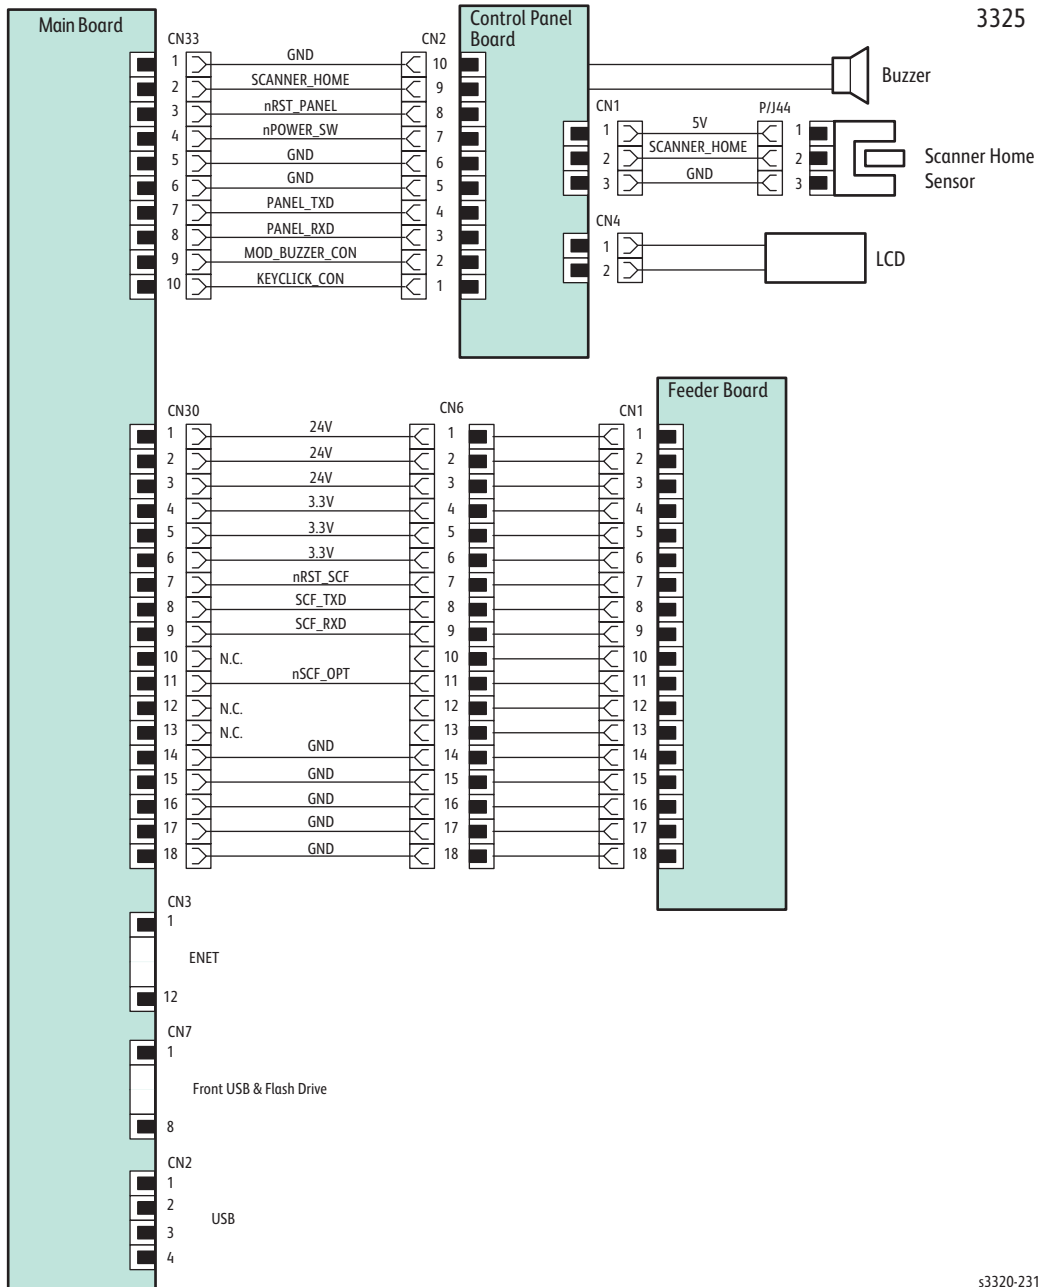 3325
Main Board
Control Panel
Board
CN33
CN2
1 GND 10
2 SCANNER_HOME 9
3 nRST_PANEL 8
4 nPOWER_SW 7
5 GND 6
6 GND 5
7 PANEL_TXD 4
8 PANEL_RXD 3
9 MOD_BUZZER_CON 2
10 KEYCLICK_CON 1
Buzzer
CN1 P/J44
1 5V 1
2 SCANNER_HOME 2
3 GND 3
Scanner Home
Sensor
CN4
1
2
LCD
Feeder Board
CN30 CN6 CN1
1 24V 1 1
2 24V 2 2
3 24V 3 3
4 3.3V 4 4
5 3.3V 5 5
6 3.3V 6 6
7 nRST_SCF 7 7
8 SCF_TXD 8 8
9 SCF_RXD 9 9
10 N.C. 10 10
11 nSCF_OPT 11 11
12 N.C. 12 12
13 N.C. 13 13
14 GND 14 14
15 GND 15 15
16 GND 16 16
17 GND 17 17
18 GND 18 18
CN3
1
ENET
12
CN7
1
Front USB & Flash Drive
8
CN2
1
2
USB
3
4
s3320-231